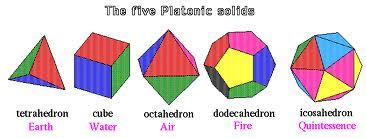 The five Platonic solids
tetrahedron cube octahedron dodecahedron icosahedron
Earth Water Air Fire Quintessence